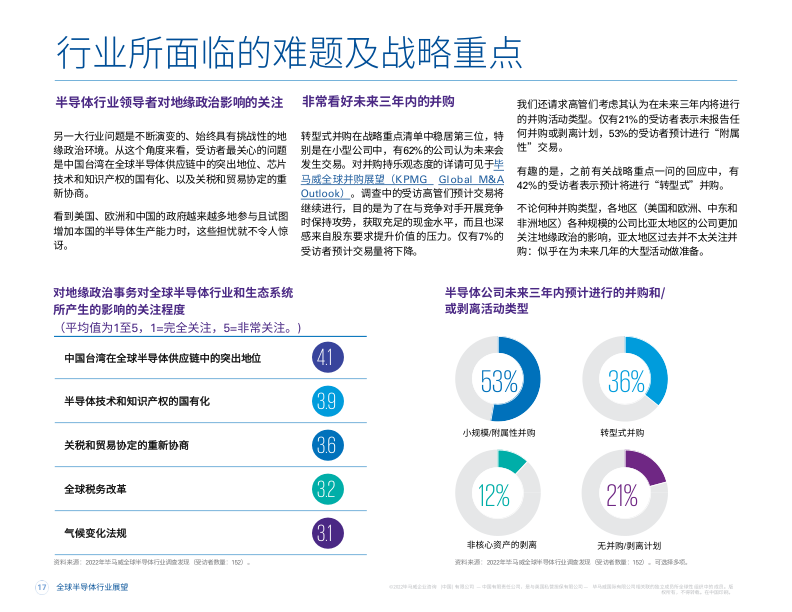 行业所面临的难题及战略重点
半导体行业领导者对地缘政治影响的关注
另一大行业问题是不断演变的、始终具有挑战性的地
缘政治环境。从这个角度来看，受访者最关心的问题
是中国台湾在全球半导体供应链中的突出地位、芯片
技术和知识产权的国有化、以及关税和贸易协定的重
新协商。
看到美国、欧洲和中国的政府越来越多地参与且试图
增加本国的半导体生产能力时，这些担忧就不令人惊
讶。
非常看好未来三年内的并购
转型式并购在战略重点清单中稳居第三位，特
别是在小型公司中，有62%的公司认为未来会
发生交易。对并购持乐观态度的详请可见于毕
马威全球并购展望（KPMG Global M&A
Outlook）。调查中的受访高管们预计交易将
继续进行，目的是为了在与竞争对手开展竞争
时保持攻势，获取充足的现金水平，而且也深
感来自股东要求提升价值的压力。仅有7%的
受访者预计交易量将下降。
我们还请求高管们考虑其认为在未来三年内将进行
的并购活动类型。仅有21%的受访者表示未报告任
何并购或剥离计划，53%的受访者预计进行“附属
性”交易。
有趣的是，之前有关战略重点一问的回应中，有
42%的受访者表示预计将进行“转型式”并购。
不论何种并购类型，各地区（美国和欧洲、中东和
非洲地区）各种规模的公司比亚太地区的公司更加
关注地缘政治的影响，亚太地区过去并不太关注并
购：似乎在为未来几年的大型活动做准备。
对地缘政治事务对全球半导体行业和生态系统
所产生的影响的关注程度
（平均值为1至5，1=完全关注，5=非常关注。)
中国台湾在全球半导体供应链中的突出地位 4.1
半导体技术和知识产权的国有化 3.9
关税和贸易协定的重新协商 3.6
全球税务改革 3.2
气候变化法规 3.1
资料来源：2022年毕马威全球半导体行业调查发现（受访者数量：152）。
半导体公司未来三年内预计进行的并购和/
或剥离活动类型
53%
小规模/附属性并购
36%
转型式并购
12%
非核心资产的剥离
21%
无并购/剥离计划
资料来源：2022年毕马威全球半导体行业调查发现（受访者数量：152）。可选择多项。
17 全球半导体行业展望